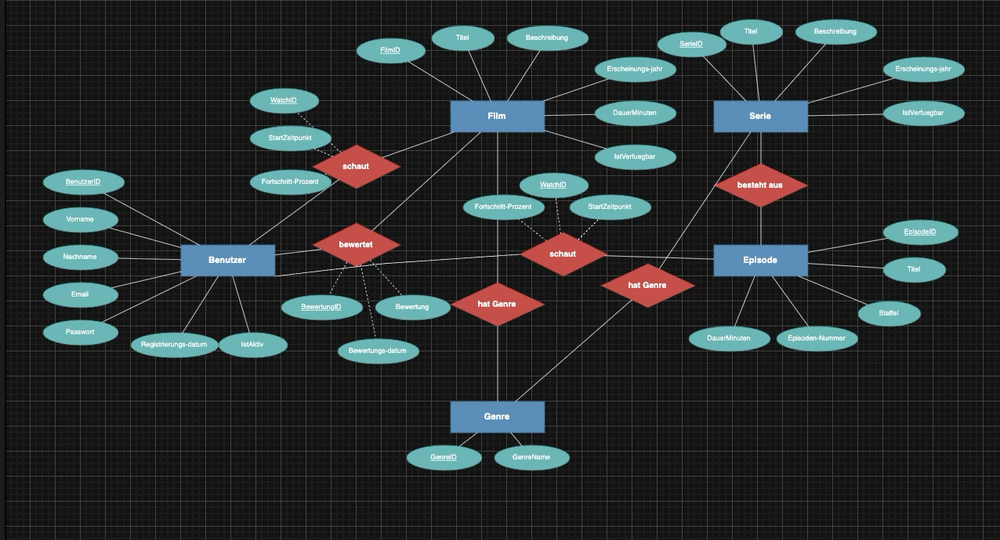 Titel
Beschreibung
FilmID
Titel
Beschreibung
SerieID
Erscheinungs-jahr
Erscheinungs-jahr
WatchID
Film
DauerMinuten
Serie
IstVerfuegbar
StartZeitpunkt
IstVerfuegbar
schaut
BenutzerID
Fortschritt-Prozent
WatchID
besteht aus
Fortschritt-Prozent
StartZeitpunkt
Vorname
EpisodeID
bewertet
Nachname
Benutzer
schaut
Episode
Titel
hat Genre
Email
BewertungID
Bewertung
hat Genre
Staffel
Passwort
Registrierungs-datum
IstAktiv
Bewertungs-datum
DauerMinuten
Episoden-Nummer
Genre
GenreID
GenreName